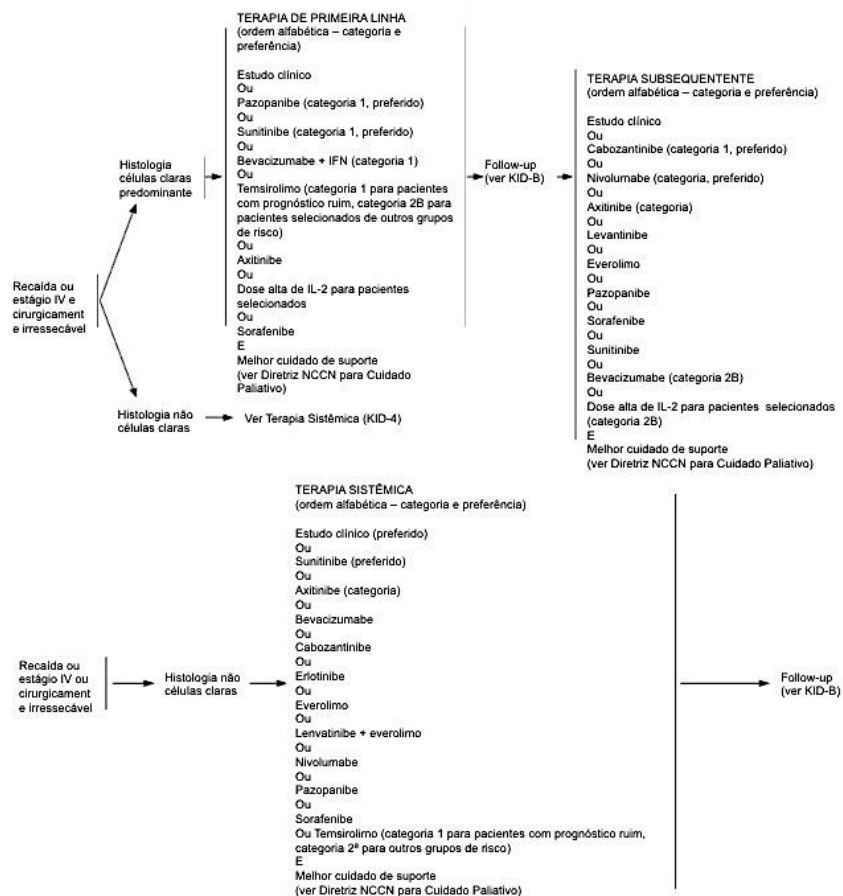 TERAPIA DE PRIMEIRA LINHA
(ordem alfabética – categoria e
preferência)
Estudo clínico
Ou
Pazopanibe (categoria 1, preferido)
Ou
Sunitinibe (categoria 1, preferido)
Ou
Bevacizumabe + IFN (categoria 1)
Ou
Temsirolimo (categoria 1 para pacientes
com prognóstico ruim, categoria 2B para
pacientes selecionados de outros grupos
de risco)
Ou
Axitinibe
Ou
Dose alta de IL-2 para pacientes
selecionados
Ou
Sorafenibe
E
Melhor cuidado de suporte
(ver Diretriz NCCN para Cuidado
Paliativo)
Histologia
células claras
predominante
Recaída ou
estágio IV e
cirurgicament
e irressecável
Histologia não
células claras
Ver Terapia Sistêmica (KID-4)
Follow-up
(ver KID-B)
TERAPIA SUBSEQUENTENTE
(ordem alfabética – categoria e preferência)
Estudo clínico
Ou
Cabozantinibe (categoria 1, preferido)
Ou
Nivolumabe (categoria, preferido)
Ou
Axitinibe (categoria)
Ou
Levantinibe
Ou
Everolimo
Ou
Pazopanibe
Ou
Sorafenibe
Ou
Sunitinibe
Ou
Bevacizumabe (categoria 2B)
Ou
Dose alta de IL-2 para pacientes selecionados
(categoria 2B)
E
Melhor cuidado de suporte
(ver Diretriz NCCN para Cuidado Paliativo)
Recaída ou
estágio IV ou
cirurgicament
e irressecável
Histologia não
células claras
TERAPIA SISTÊMICA
(ordem alfabética – categoria e preferência)
Estudo clínico (preferido)
Ou
Sunitinibe (preferido)
Ou
Axitinibe (categoria)
Ou
Bevacizumabe
Ou
Cabozantinibe
Ou
Erlotinibe
Ou
Everolimo
Ou
Lenvatinibe + everolimo
Ou
Nivolumabe
Ou
Pazopanibe
Ou
Sorafenibe
Ou Temsirolimo (categoria 1 para pacientes com prognóstico ruim,
categoria 2ª para outros grupos de risco)
E
Melhor cuidado de suporte
(ver Diretriz NCCN para Cuidado Paliativo)
Follow-up
(ver KID-B)